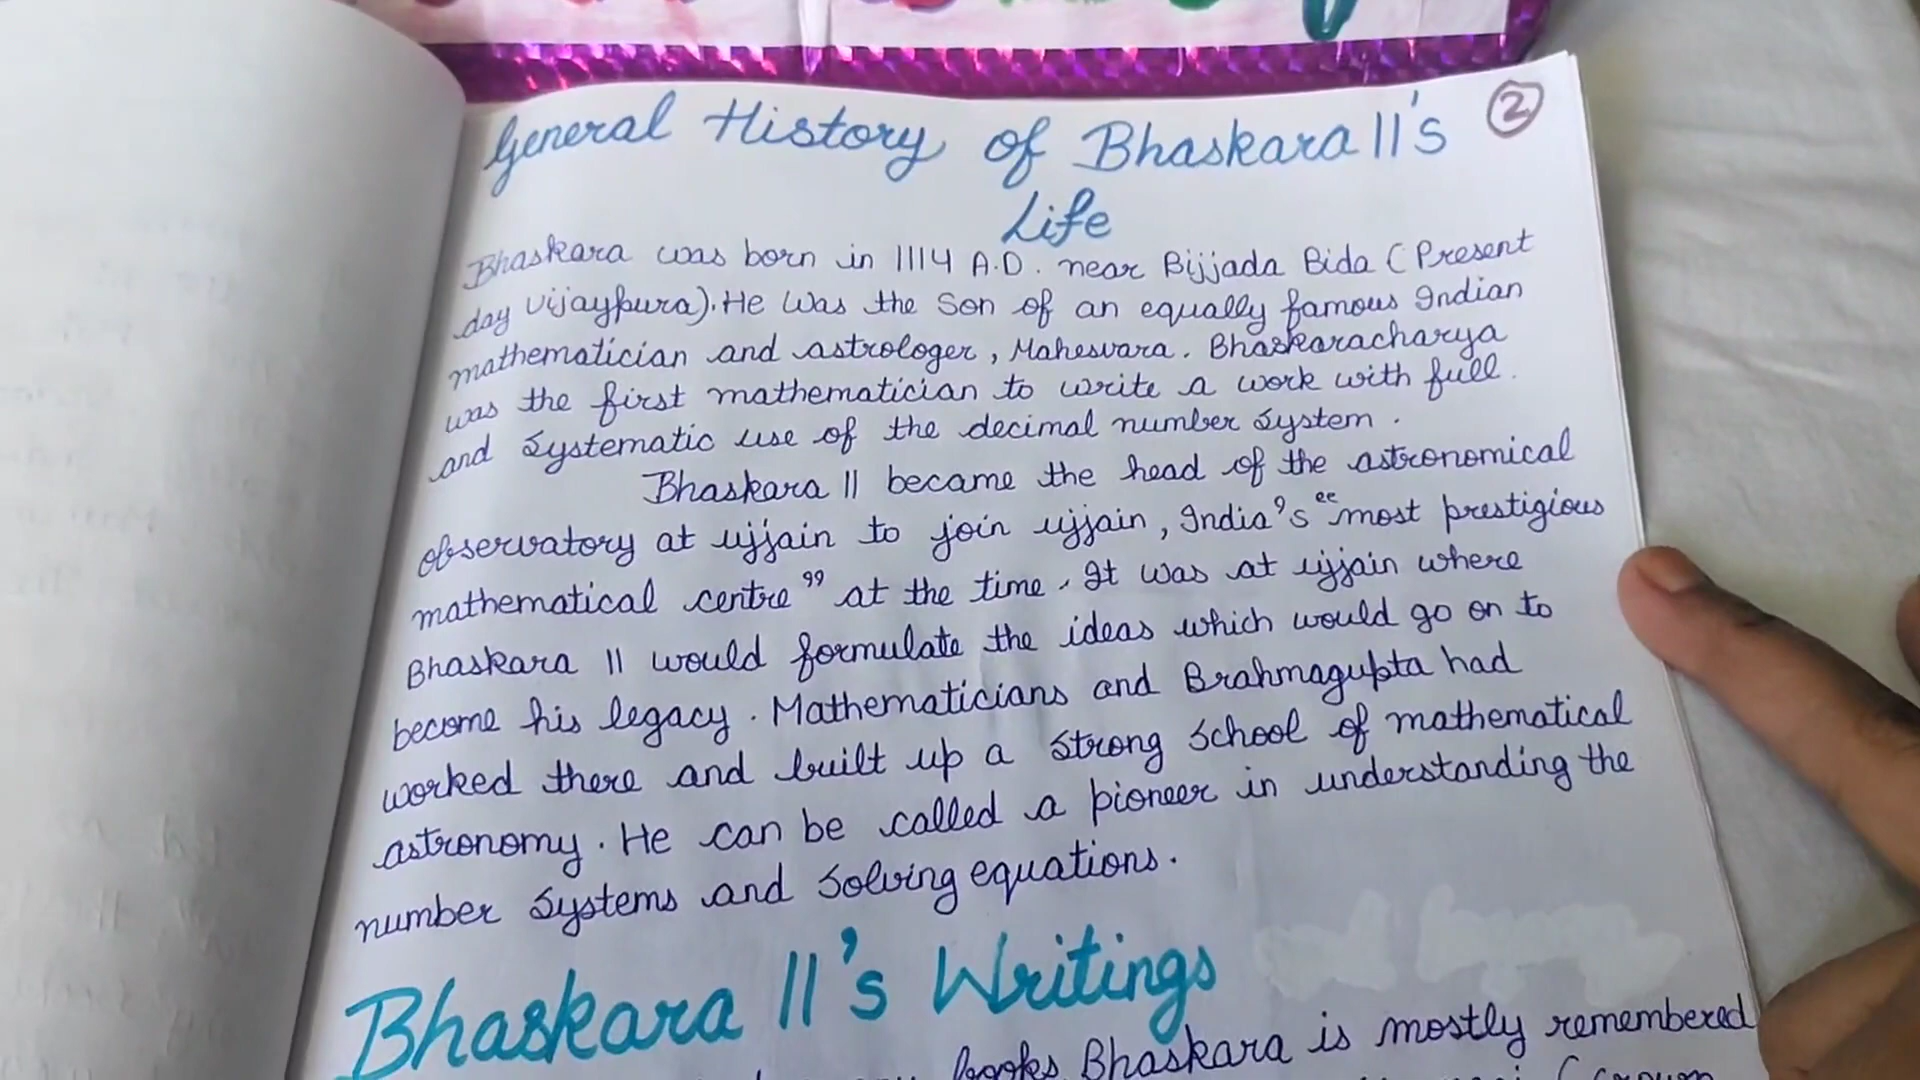 General History of Bhaskara II's
2
Life
Bhaskara was born in 1114 A.D. near Bijjada Bida (Present
day Vijaypura). He Was the Son of an equally famous Indian
mathematician and astrologer, Mahesvara. Bhaskaracharya
was the first mathematician to write a work with full.
and Systematic use of the decimal number System.
Bhaskara II became the head of the astronomical
observatory at ujjain to join ujjain, India's "most prestigious
mathematical centre" at the time. It was at ujjain where
Bhaskara II would formulate the ideas which would go on to
become his legacy. Mathematicians and Brahmagupta had
worked there and built up a Strong School of mathematical
astronomy. He can be called a pioneer in understanding the
number Systems and Solving equations.
Bhaskara II's Writings
books Bhaskara is mostly remembered
(crown